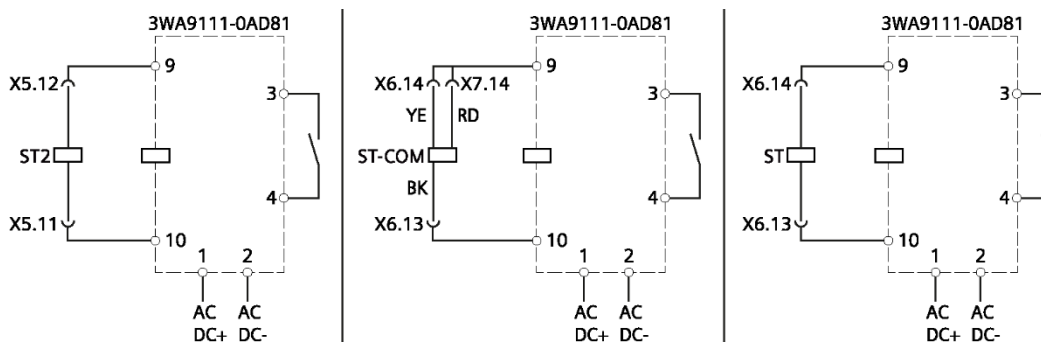 3WA9111-0AD81
9
X5.12
3
ST2
4
X5.11
10
1 2
AC AC
DC+ DC-
3WA9111-0AD81
9
X6.14 X7.14
3
YE RD
ST-COM
BK
4
X6.13
10
1 2
AC AC
DC+ DC-
3WA9111-0AD81
9
X6.14
3
ST
4
X6.13
10
1 2
AC AC
DC+ DC-